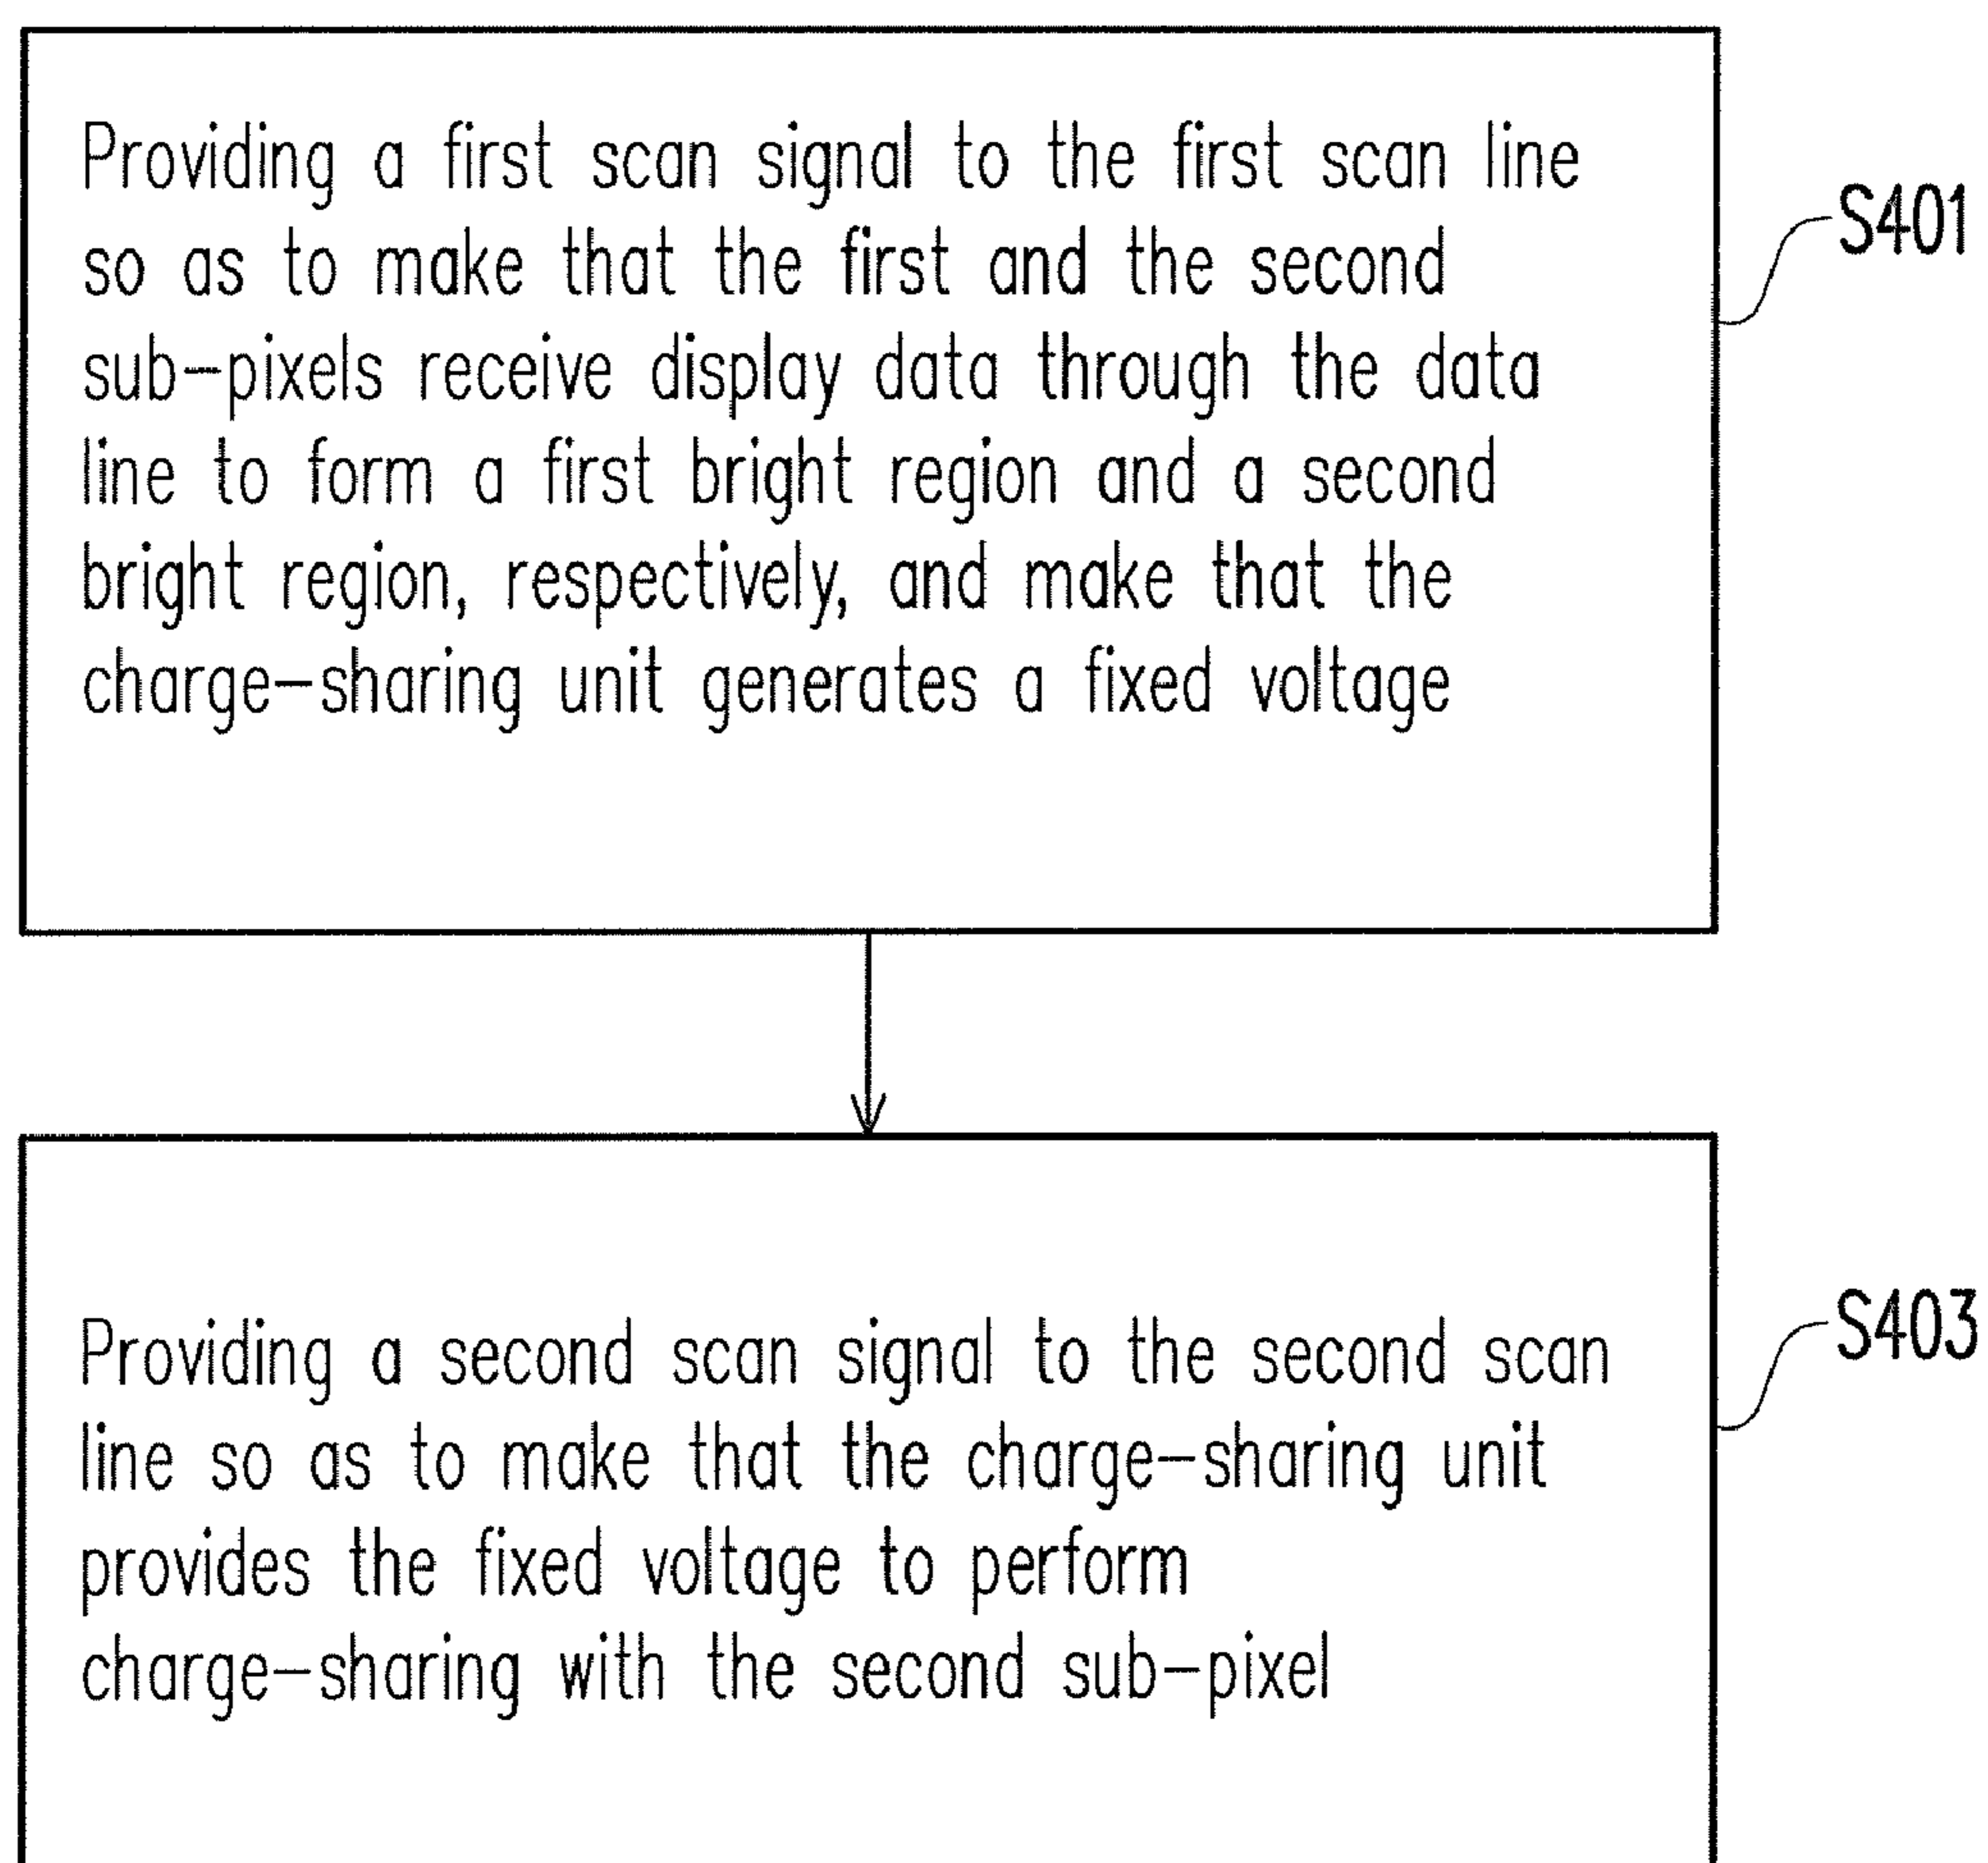 Providing a first scan signal to the first scan line
so as to make that the first and the second
sub-pixels receive display data through the data
line to form a first bright region and a second
bright region, respectively, and make that the
charge-sharing unit generates a fixed voltage
S401
Providing a second scan signal to the second scan
line so as to make that the charge-sharing unit
provides the fixed voltage to perform
charge-sharing with the second sub-pixel
S403